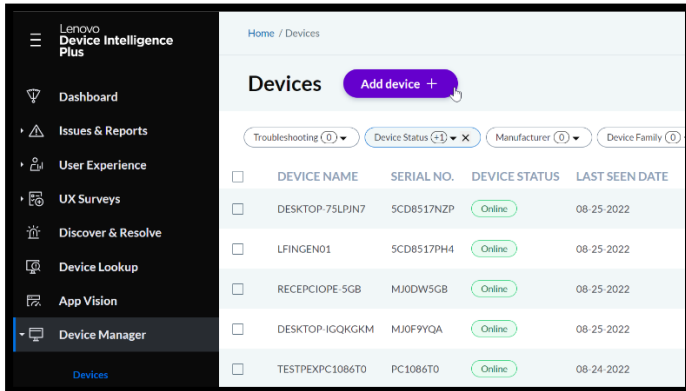 Lenovo
Device Intelligence
Plus
Dashboard
Issues & Reports
User Experience
UX Surveys
Discover & Resolve
Device Lookup
App Vision
Device Manager
Devices
Home / Devices
Devices
Add device +
Troubleshooting (0) Device Status (+1) X Manufacturer (0) Device Family (0)
DEVICE NAME SERIAL NO. DEVICE STATUS LAST SEEN DATE
DESKTOP-75LPJN7 5CD8517NZP Online 08-25-2022
LFINGEN01 5CD8517PH4 Online 08-25-2022
RECEPCIOPE-5GB MJ0DW5GB Online 08-25-2022
DESKTOP-IGQKGKM MJ0F9YQA Online 08-25-2022
TESTPEXPC1086T0 PC1086T0 Online 08-24-2022